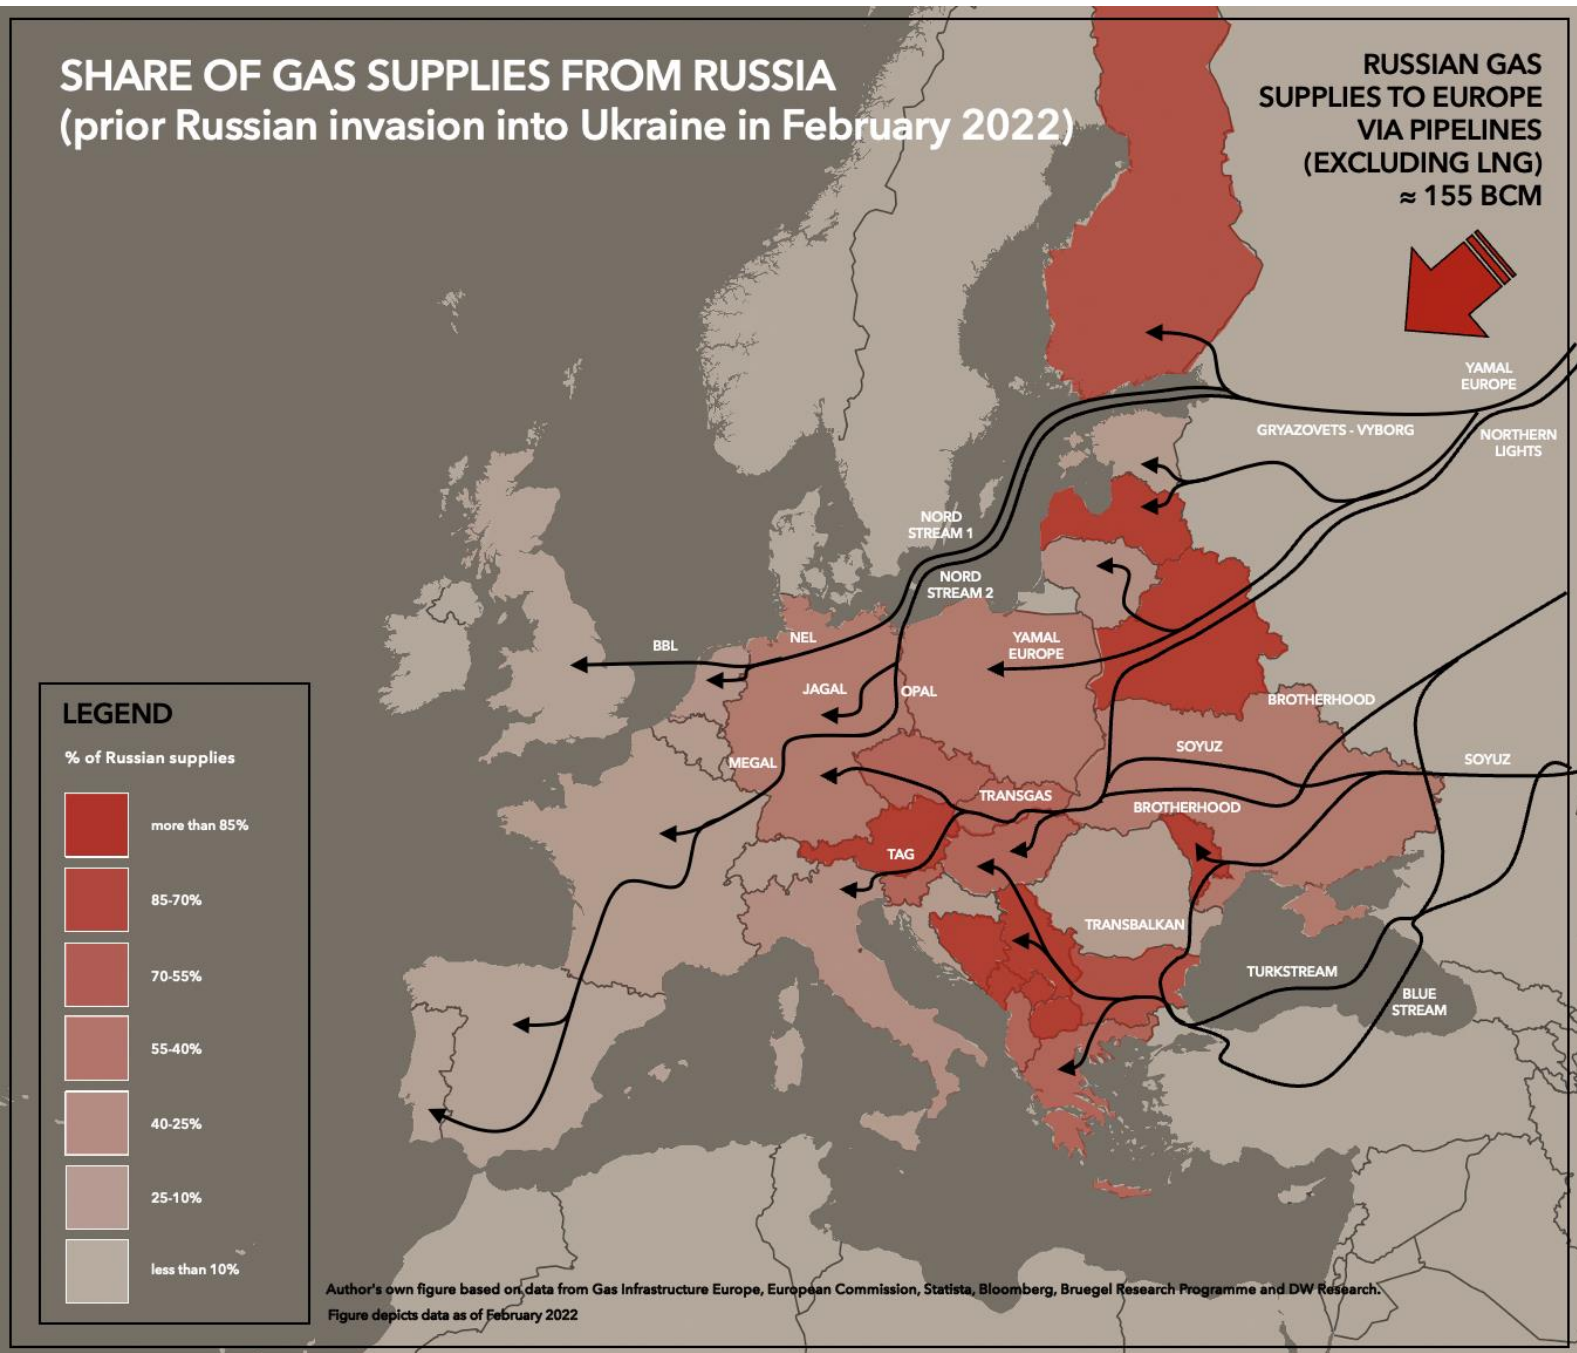 SHARE OF GAS SUPPLIES FROM RUSSIA
(prior Russian invasion into Ukraine in February 2022)
RUSSIAN GAS
SUPPLIES TO EUROPE
VIA PIPELINES
(EXCLUDING LNG)
≈ 155 BCM
YAMAL
EUROPE
GRYAZOVETS - VYBORG
NORTHERN
LIGHTS
NORD
STREAM 1
NORD
STREAM 2
BBL
NEL
YAMAL
EUROPE
JAGAL
OPAL
BROTHERHOOD
SOYUZ
SOYUZ
MEGAL
TRANSGAS
BROTHERHOOD
TAG
TRANSBALKAN
TURKSTREAM
BLUE
STREAM
LEGEND
% of Russian supplies
more than 85%
85-70%
70-55%
55-40%
40-25%
25-10%
less than 10%
Author's own figure based on data from Gas Infrastructure Europe, European Commission, Statista, Bloomberg, Bruegel Research Programme and DW Research.
Figure depicts data as of February 2022